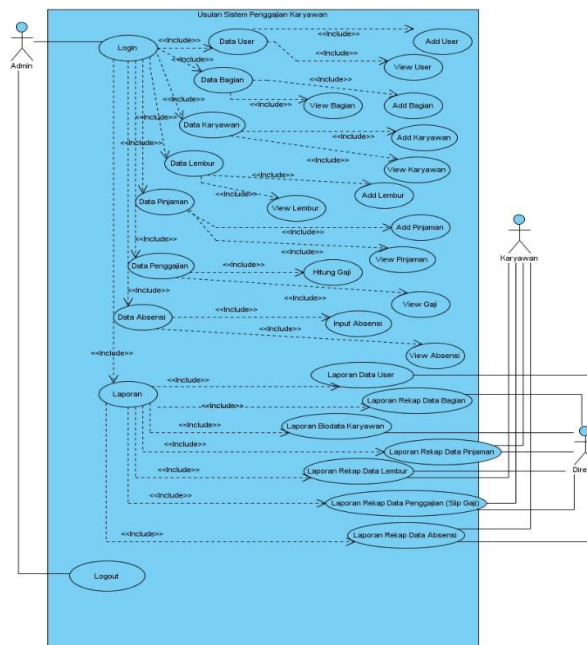 Usulan Sistem Penggajian Karyawan
Admin
Login
<<Include>>
Data User
<<Include>>
Add User
<<Include>>
View User
<<Include>>
Data Bagian
<<Include>>
View Bagian
<<Include>>
Add Bagian
<<Include>>
Data Karyawan
<<Include>>
Add Karyawan
<<Include>>
View Karyawan
<<Include>>
Data Lembur
<<Include>>
Add Lembur
<<Include>>
View Lembur
<<Include>>
Data Pinjaman
<<Include>>
Add Pinjaman
<<Include>>
View Pinjaman
<<Include>>
Data Penggajian
<<Include>>
Hitung Gaji
<<Include>>
View Gaji
<<Include>>
Data Absensi
<<Include>>
Input Absensi
<<Include>>
View Absensi
<<Include>>
Karyawan
Laporan
<<Include>>
Laporan Data User
<<Include>>
Laporan Rekap Data Bagian
<<Include>>
Laporan Biodata Karyawan
<<Include>>
Laporan Rekap Data Pinjaman
<<Include>>
Laporan Rekap Data Lembur
Dire
<<Include>>
Laporan Rekap Data Penggajian (Slip Gaji)
<<Include>>
Laporan Rekap Data Absensi
Logout